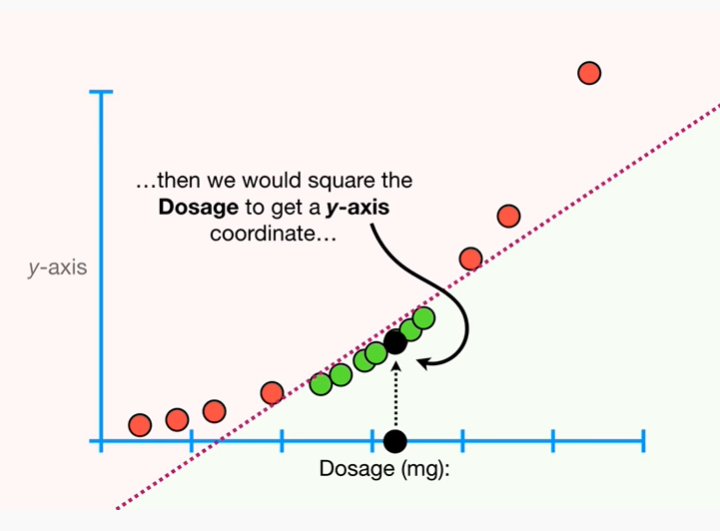 …then we would square the
Dosage to get a y-axis
coordinate…
y-axis
Dosage (mg):